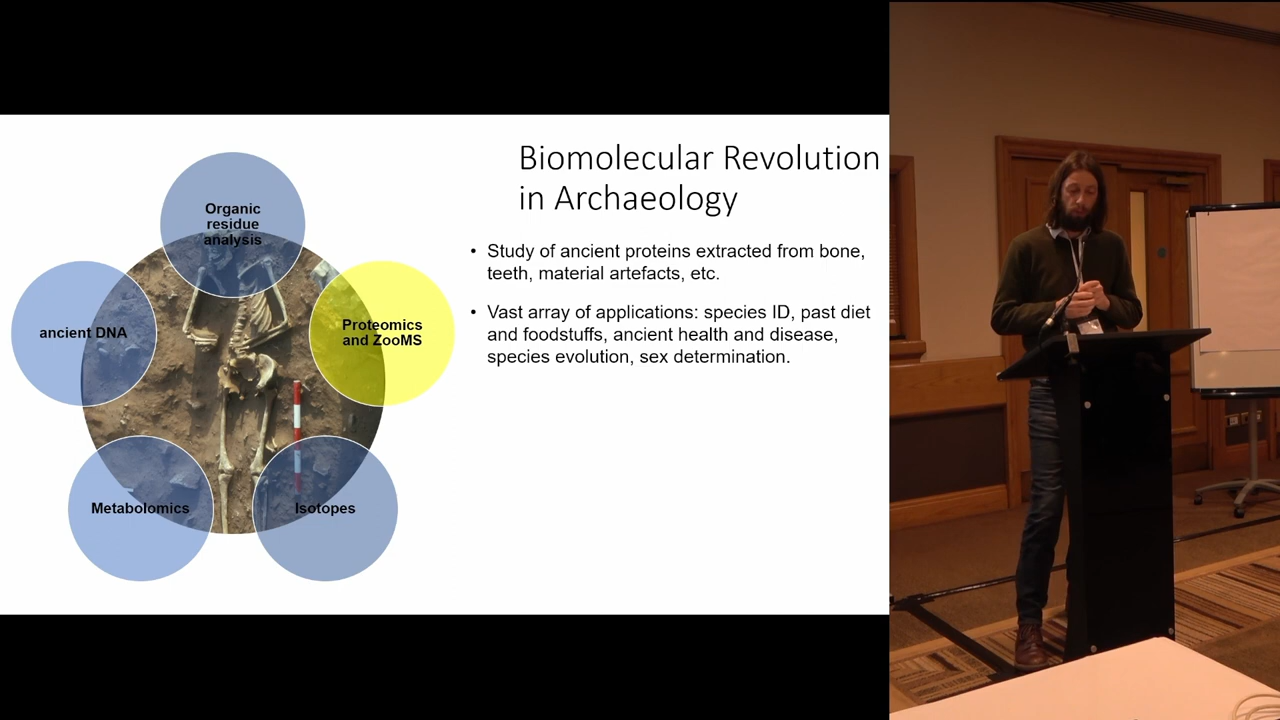 Biomolecular Revolution
in Archaeology
Organic
residue
analysis
ancient DNA
Proteomics
and ZooMS
Metabolomics
Isotopes
• Study of ancient proteins extracted from bone,
teeth, material artefacts, etc.
• Vast array of applications: species ID, past diet
and foodstuffs, ancient health and disease,
species evolution, sex determination.